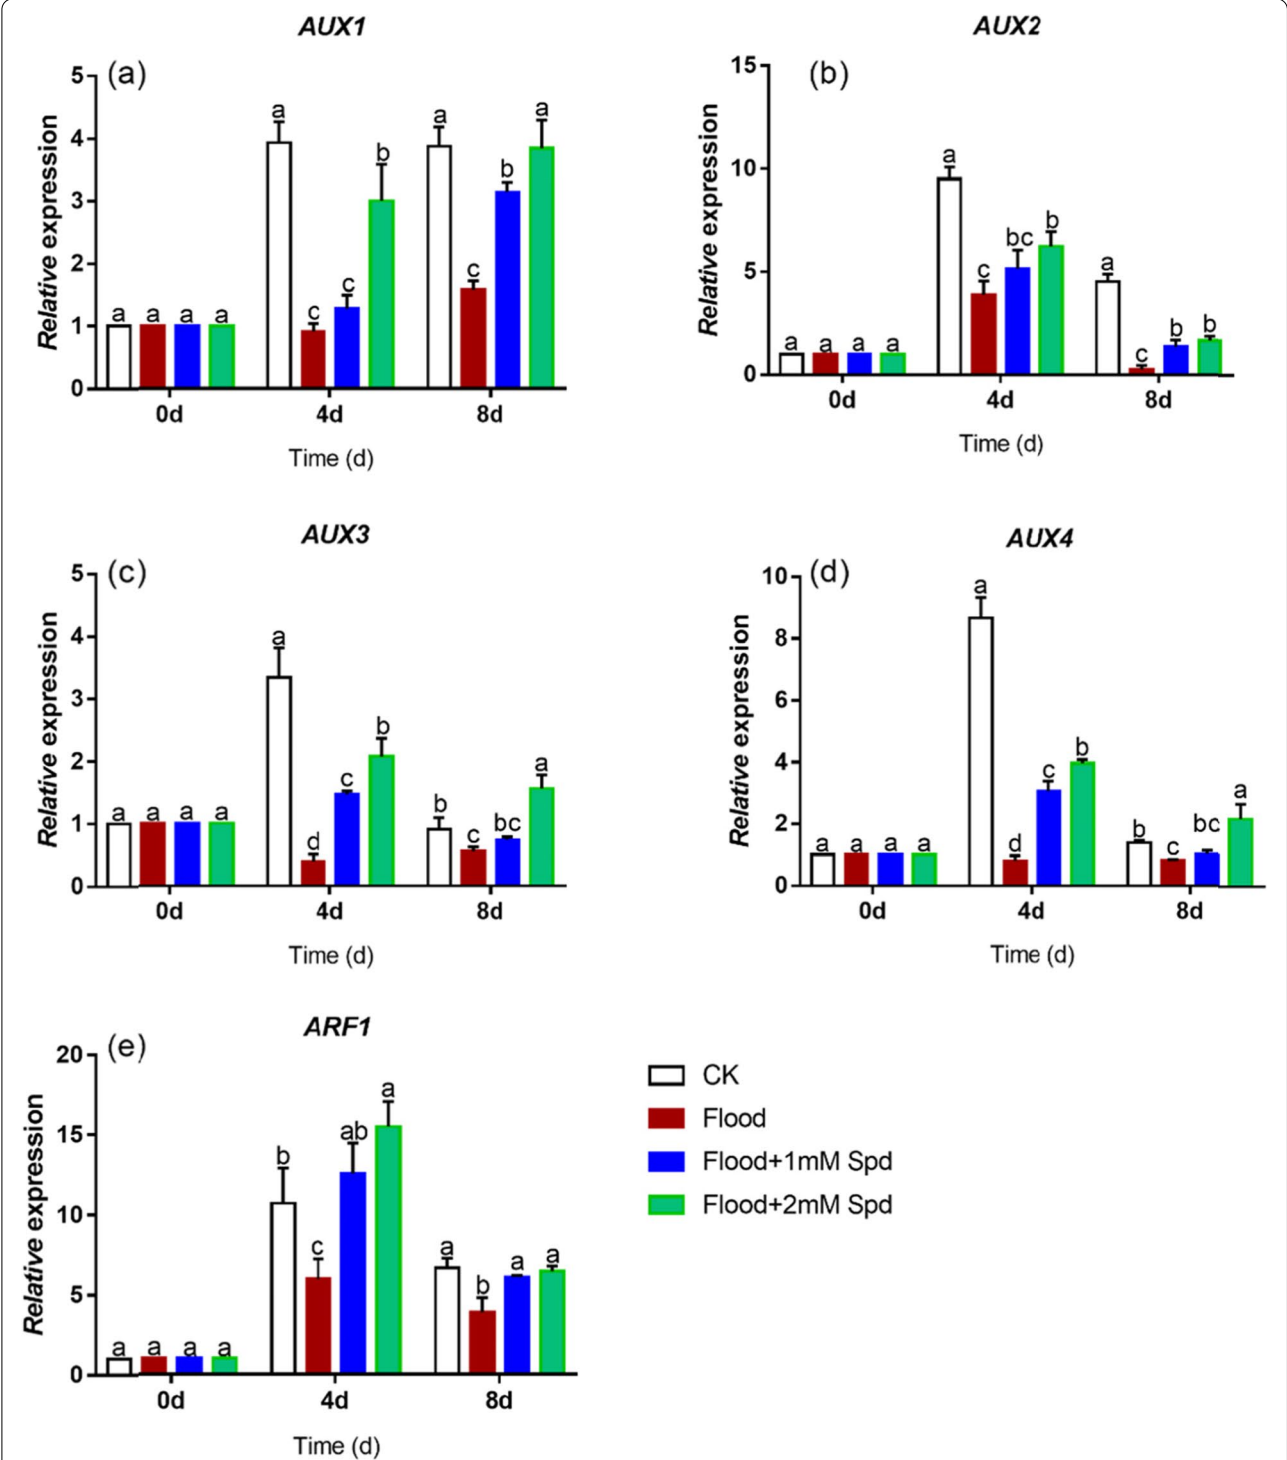 AUX1
(a)
Relative expression
5
4
3
2
1
0
a a a a
a c c b
a c b a
0d 4d 8d
Time (d)
AUX2
(b)
Relative expression
15
10
5
0
a a a a
a c bc b
a c b b
0d 4d 8d
Time (d)
AUX3
(c)
Relative expression
5
4
3
2
1
0
a a a a
a d c b
b c bc a
0d 4d 8d
Time (d)
AUX4
(d)
Relative expression
10
8
6
4
2
0
a a a a
a d c b
b c bc a
0d 4d 8d
Time (d)
ARF1
(e)
Relative expression
20
15
10
5
0
a a a a
b c ab a
a b a a
0d 4d 8d
Time (d)
CK
Flood
Flood+1mM Spd
Flood+2mM Spd